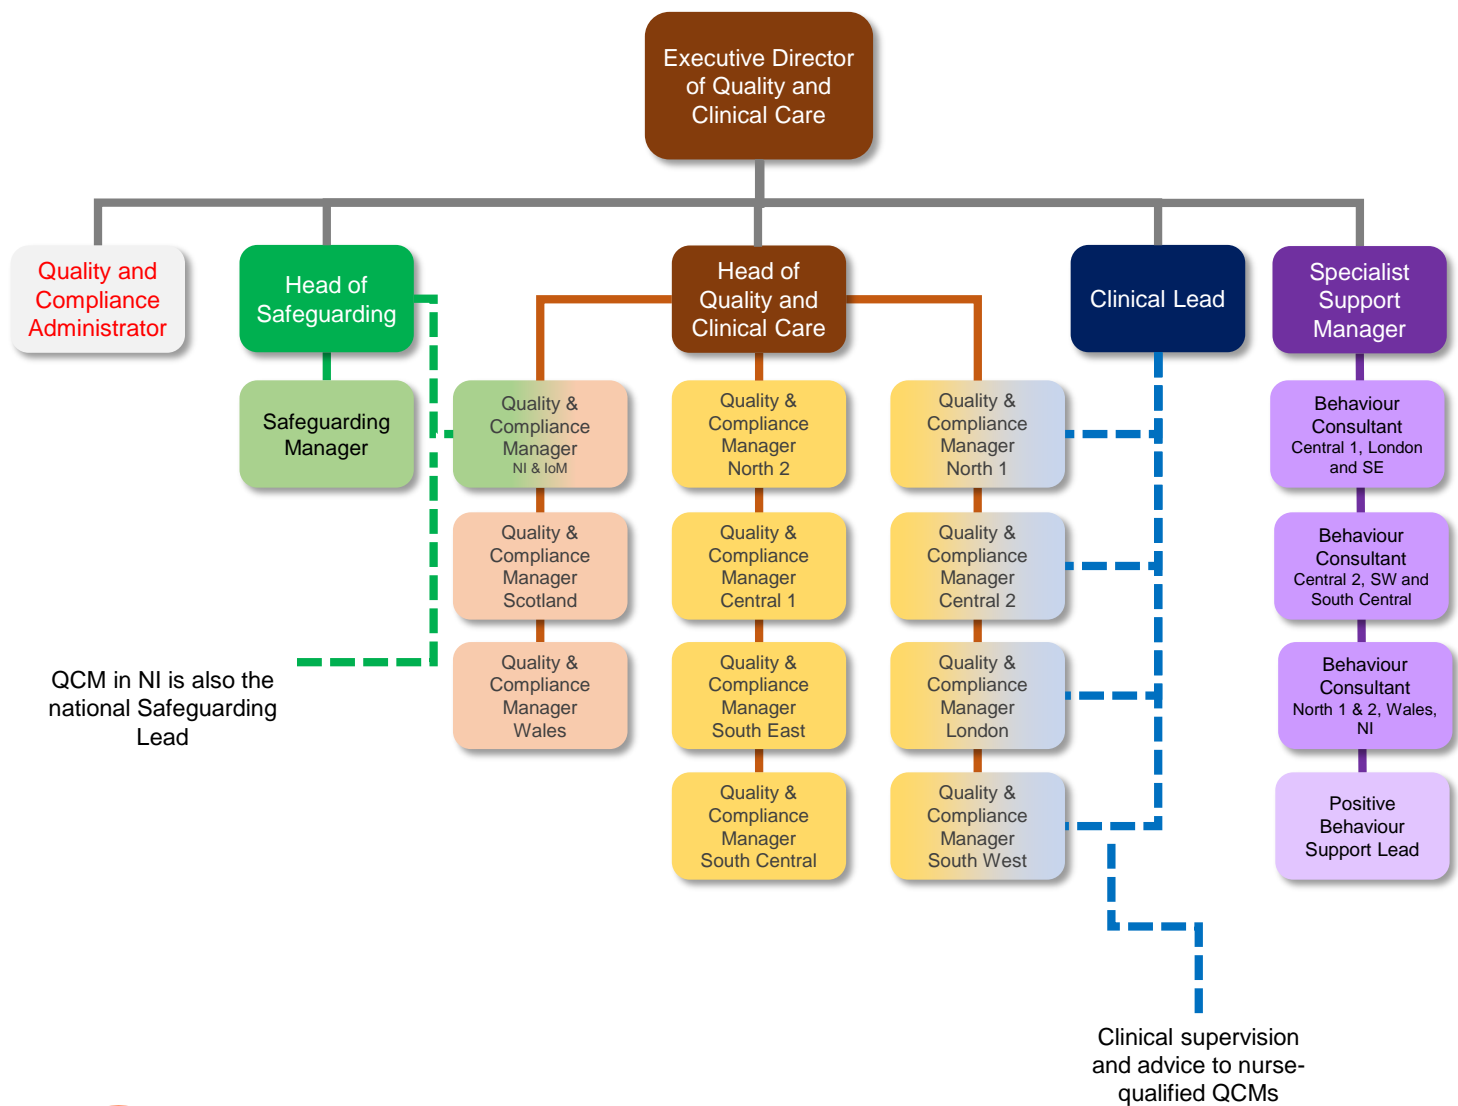 Executive Director
of Quality and
Clinical Care
Quality and
Compliance
Administrator
Head of
Safeguarding
Head of
Quality and
Clinical Care
Clinical Lead
Specialist
Support
Manager
Safeguarding
Manager
Quality &
Compliance
Manager
NI & IoM
Quality &
Compliance
Manager
North 2
Quality &
Compliance
Manager
North 1
Behaviour
Consultant
Central 1, London
and SE
Quality &
Compliance
Manager
Scotland
Quality &
Compliance
Manager
Central 1
Quality &
Compliance
Manager
Central 2
Behaviour
Consultant
Central 2, SW and
South Central
QCM in NI is also the
national Safeguarding
Lead
Quality &
Compliance
Manager
Wales
Quality &
Compliance
Manager
South East
Quality &
Compliance
Manager
London
Behaviour
Consultant
North 1 & 2, Wales,
NI
Quality &
Compliance
Manager
South Central
Quality &
Compliance
Manager
South West
Positive
Behaviour
Support Lead
Clinical supervision
and advice to nurse-
qualified QCMs